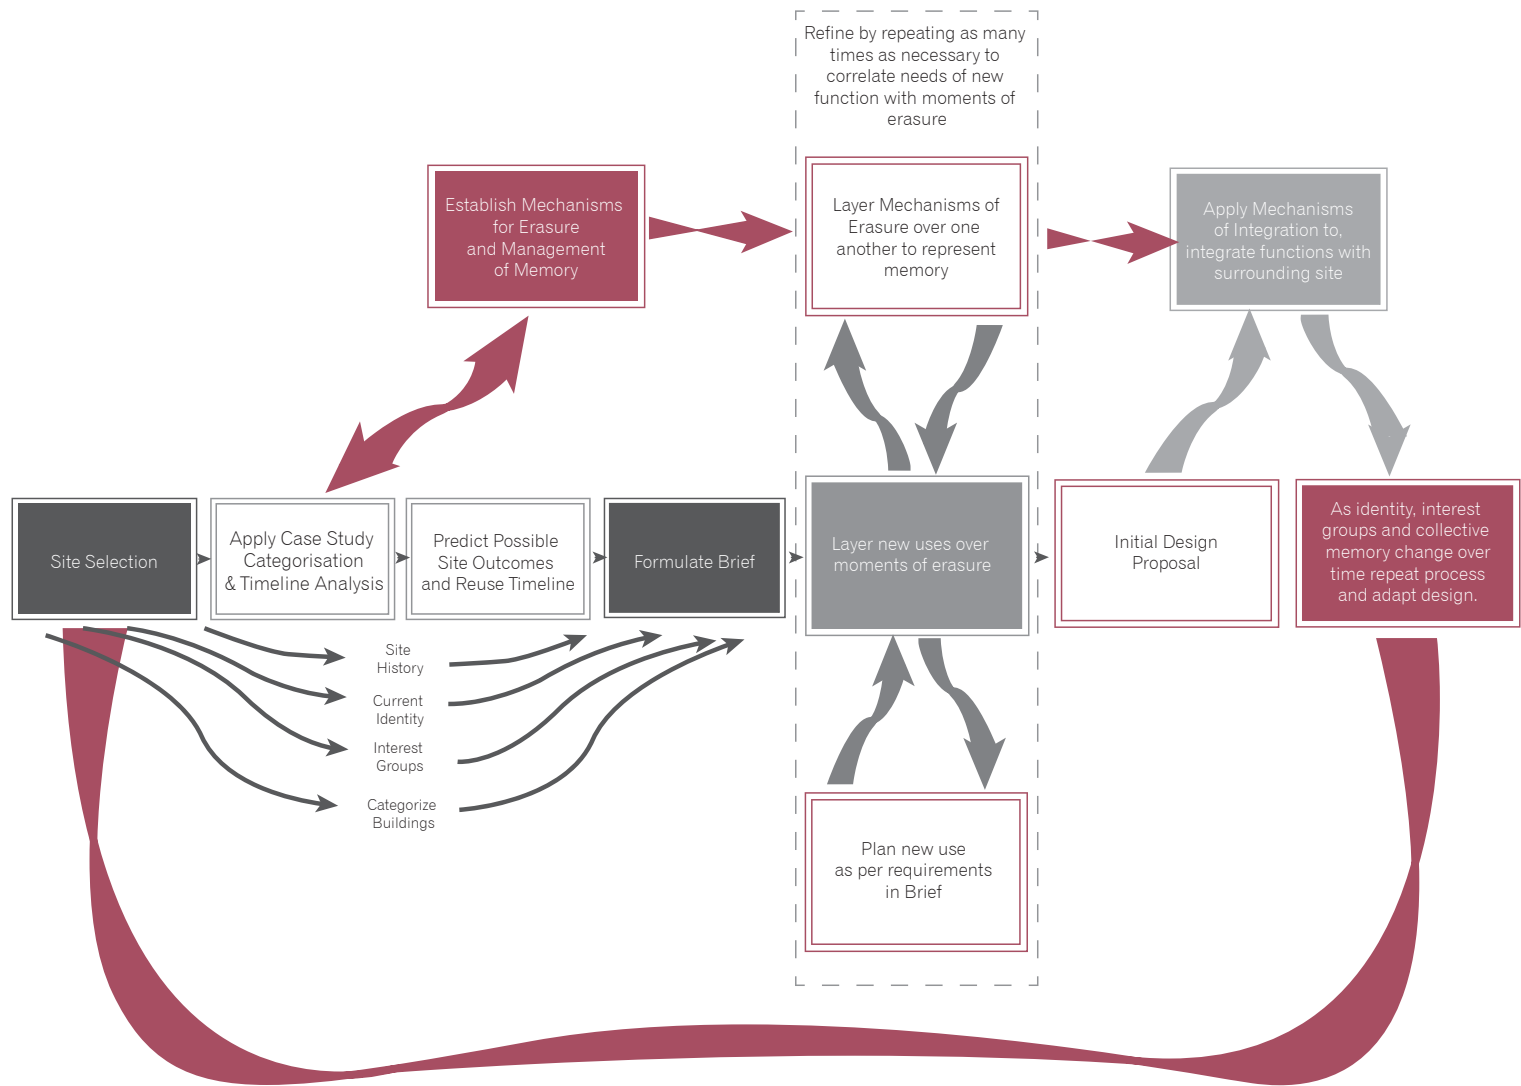 Refine by repeating as many
times as necessary to
correlate needs of new
function with moments of
erasure
Establish Mechanisms
for Erasure
and Management
of Memory
Layer Mechanisms of
Erasure over one
another to represent
memory
Apply Mechanisms
of Integration to,
integrate functions with
surrounding site
Site Selection
Apply Case Study
Categorisation
& Timeline Analysis
Predict Possible
Site Outcomes
and Reuse Timeline
Formulate Brief
Layer new uses over
moments of erasure
Initial Design
Proposal
As identity, interest
groups and collective
memory change over
time repeat process
and adapt design.
Site
History
Current
Identity
Interest
Groups
Categorize
Buildings
Plan new use
as per requirements
in Brief